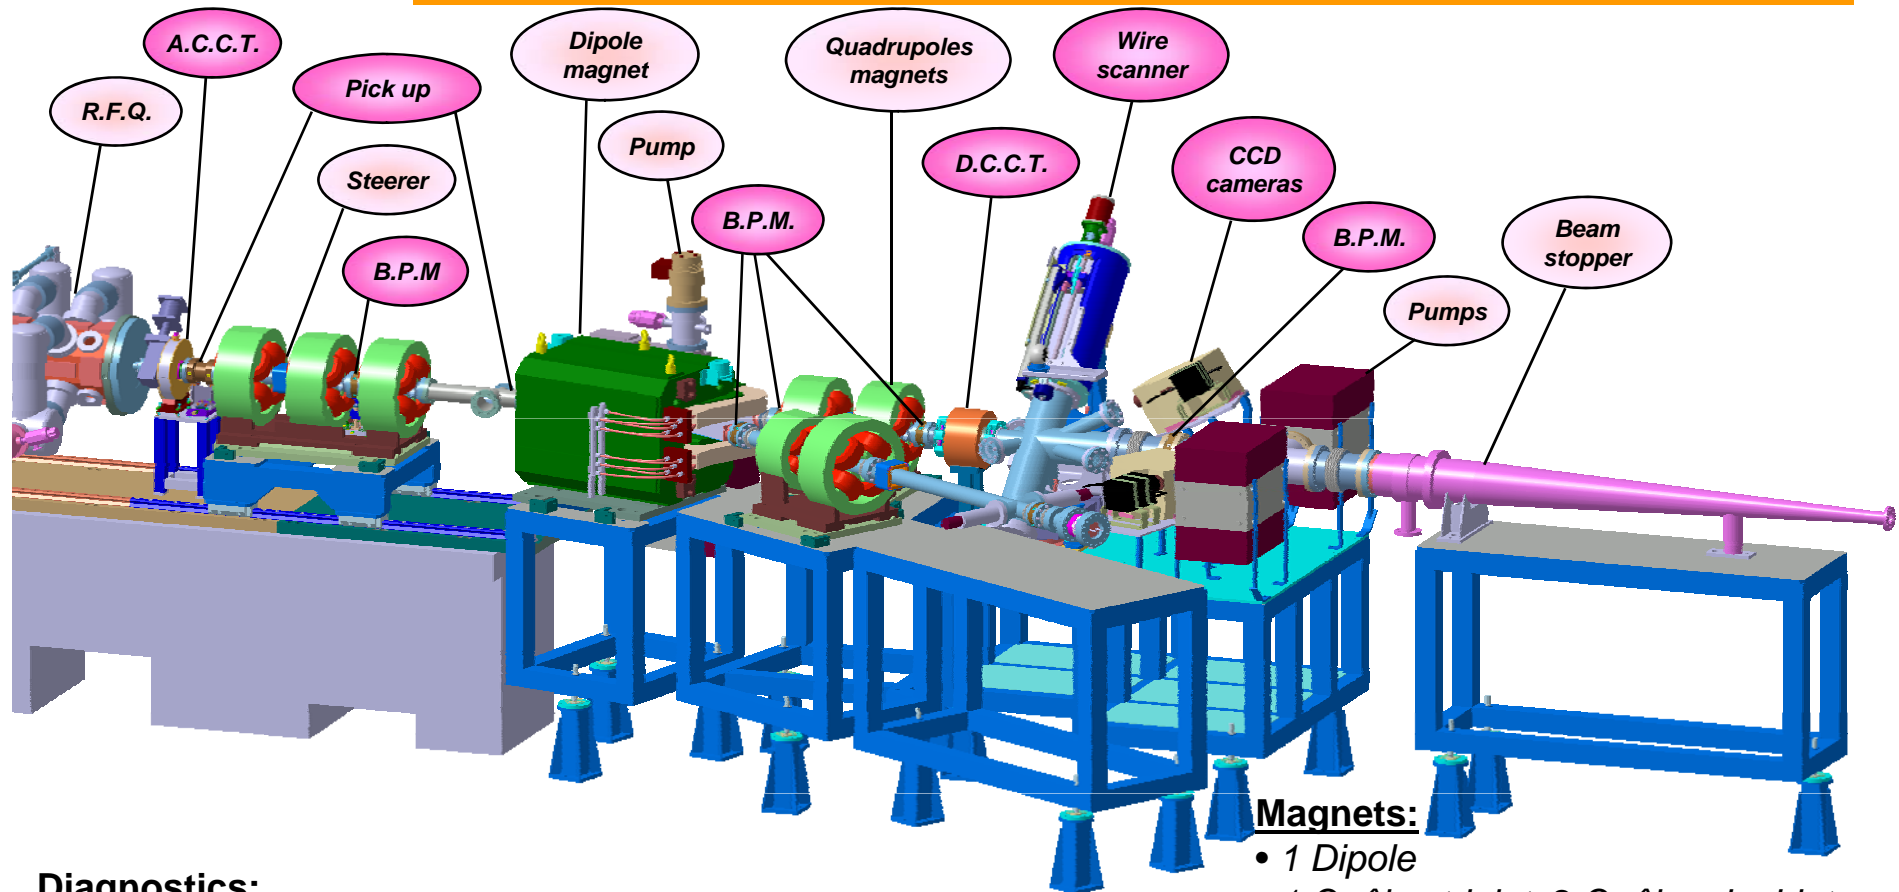 A.C.C.T.
Pick up
Dipole
magnet
Quadrupoles
magnets
Wire
scanner
R.F.Q.
Steerer
Pump
D.C.C.T.
CCD
cameras
B.P.M
B.P.M.
B.P.M.
Beam
stopper
Pumps
Magnets:
• 1 Dipole
Diagnostics: